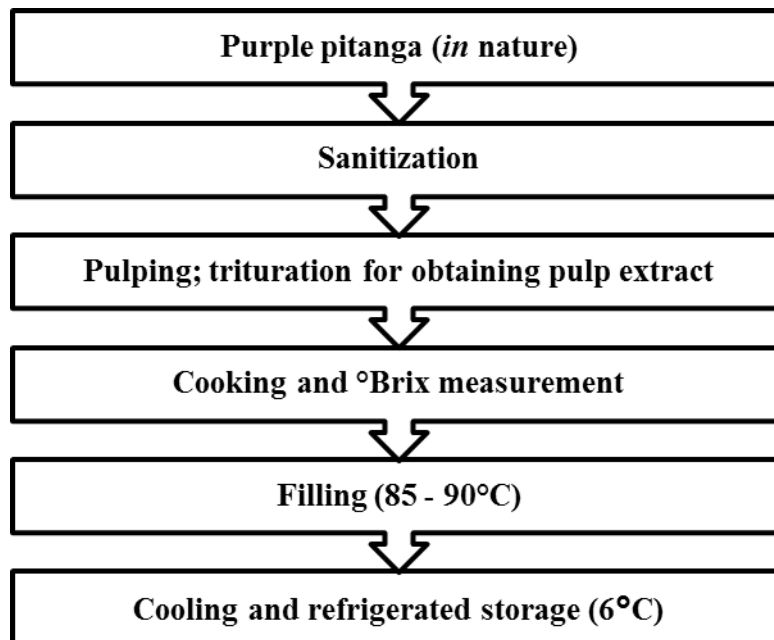 Purple pitanga (in nature)
Sanitization
Pulping; trituration for obtaining pulp extract
Cooking and °Brix measurement
Filling (85 - 90°C)
Cooling and refrigerated storage (6°C)